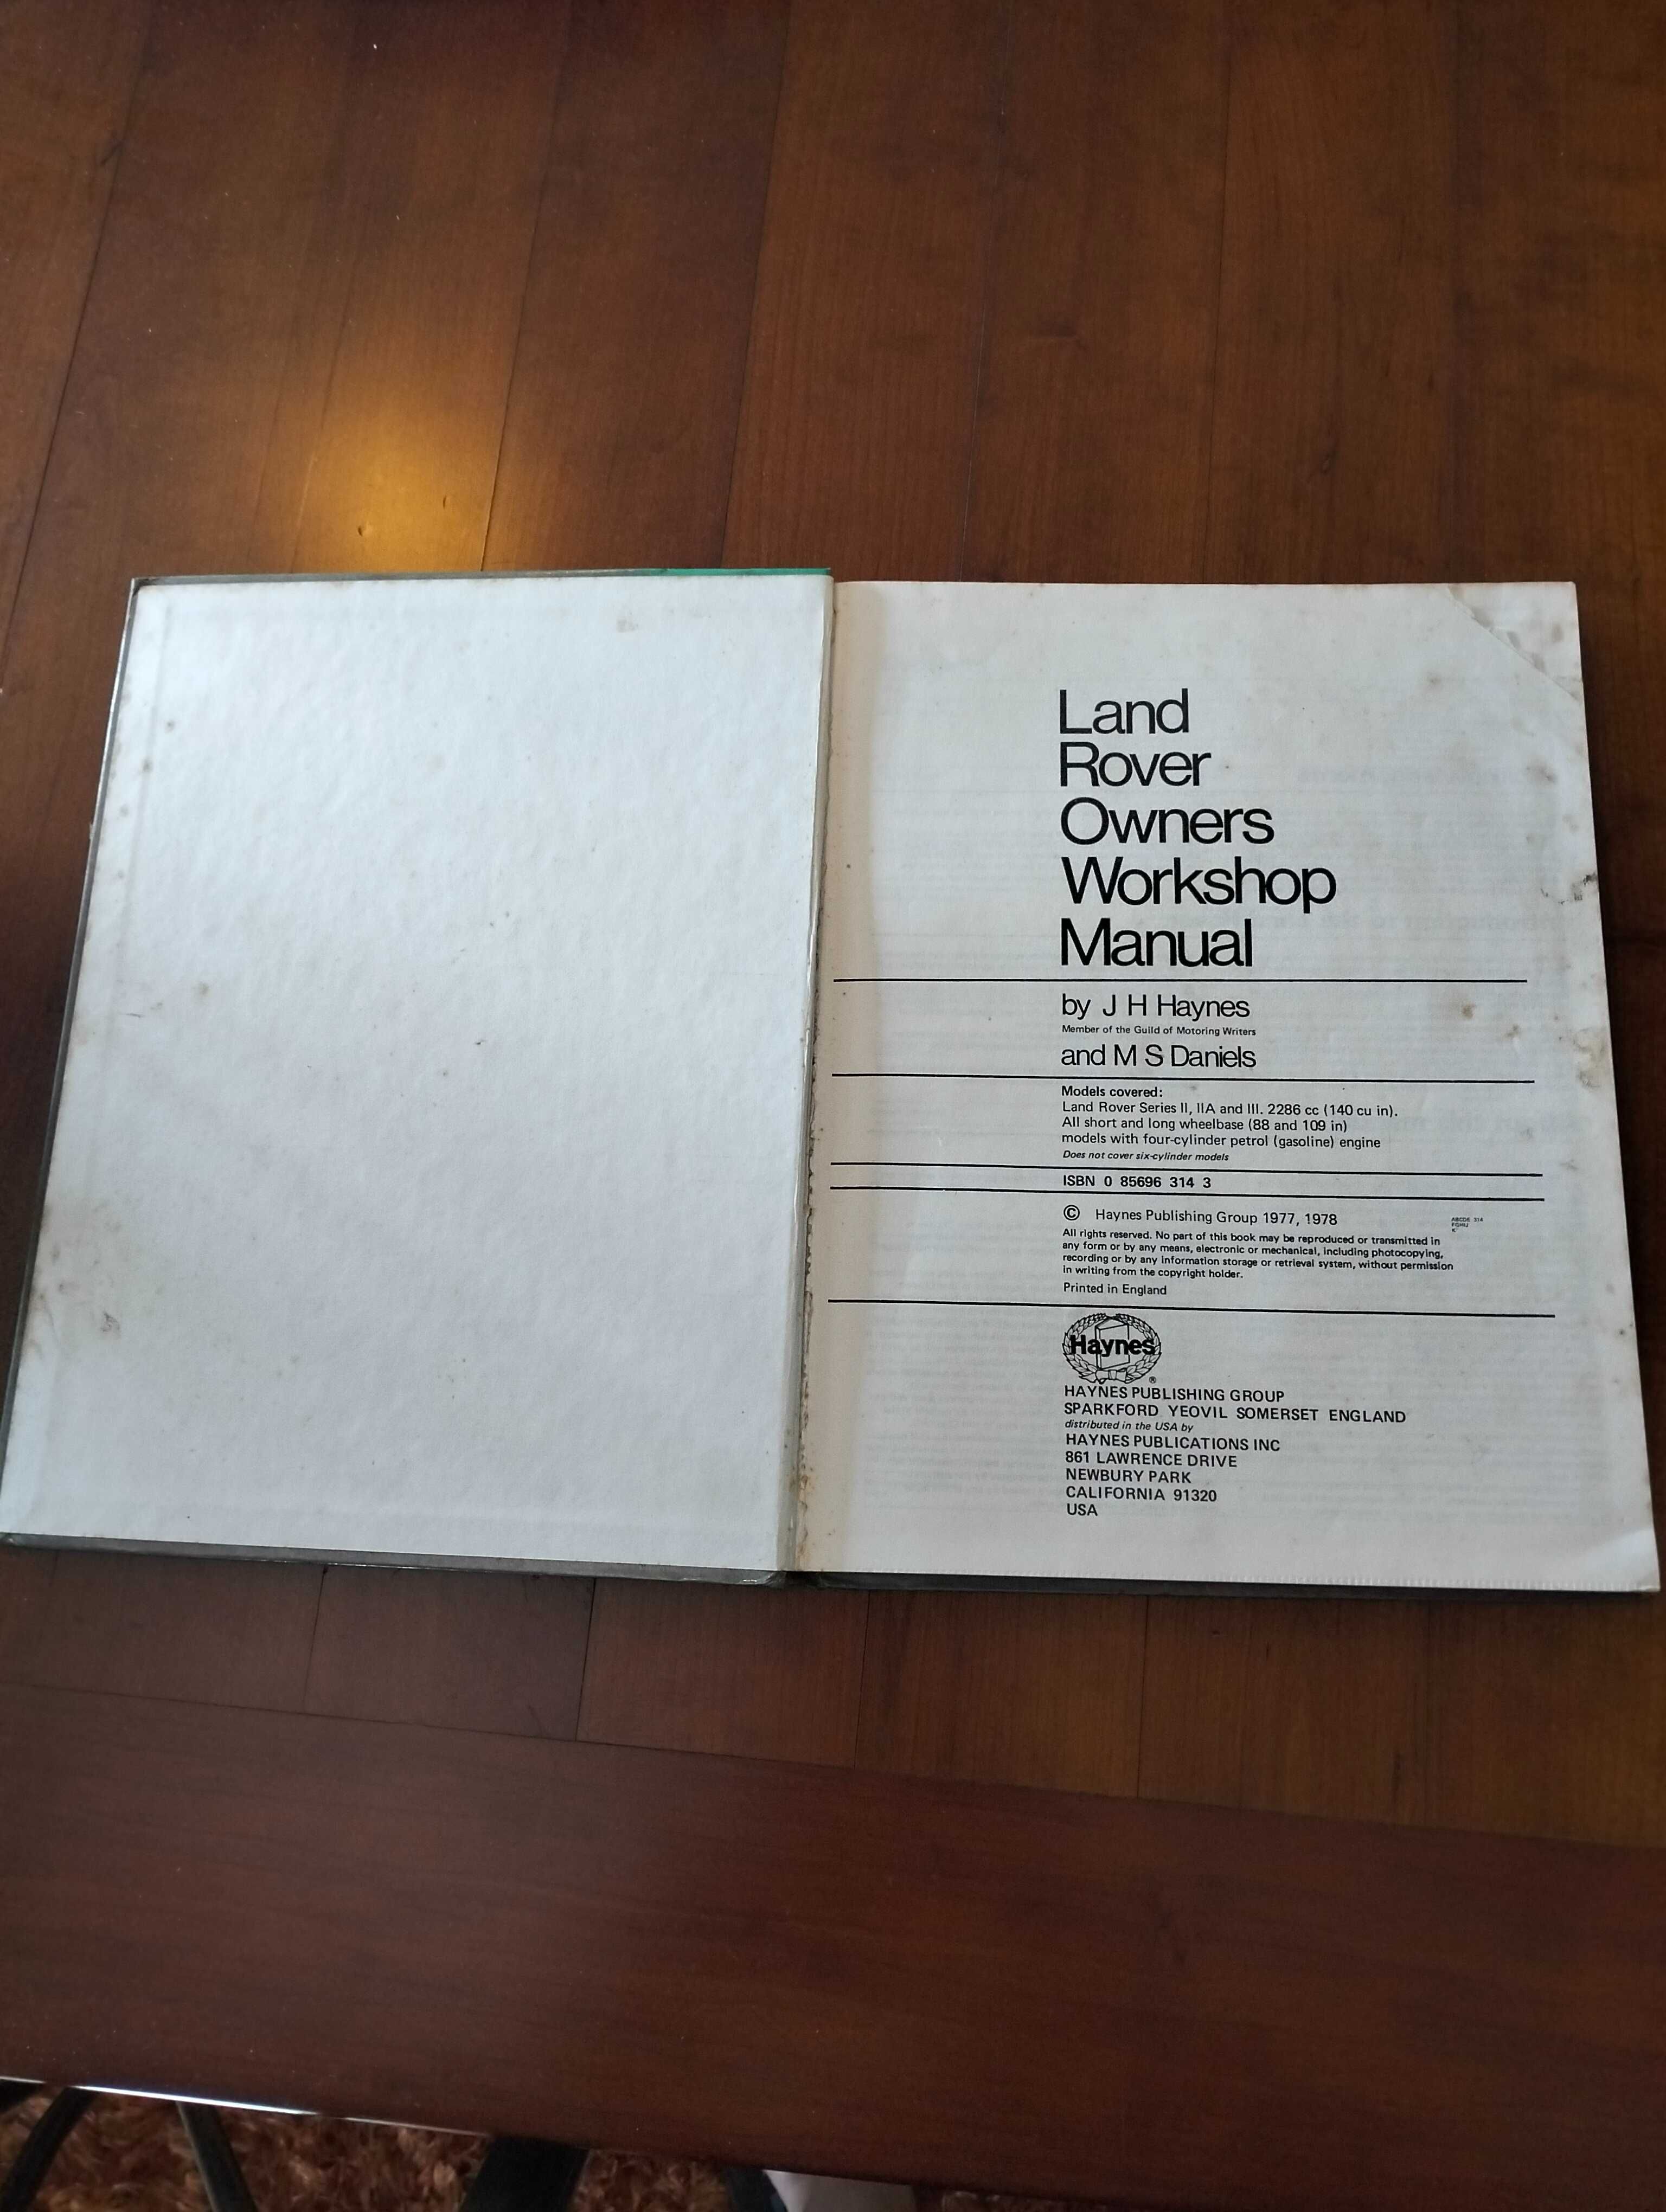 Land
Rover
Owners
Workshop
Manual
by J H Haynes
Member of the Guild of Motoring Writers
and M S Daniels
Models covered:
Land Rover Series II, IIA and III. 2286 cc (140 cu in).
All short and long wheelbase (88 and 109 in)
models with four-cylinder petrol (gasoline) engine
Does not cover six-cylinder models
ISBN 0 85696 314 3
© Haynes Publishing Group 1977, 1978
ABCDE 314
FGHIJ
K
All rights reserved. No part of this book may be reproduced or transmitted in
any form or by any means, electronic or mechanical, including photocopying,
recording or by any information storage or retrieval system, without permission
in writing from the copyright holder.
Printed in England
Haynes
®
HAYNES PUBLISHING GROUP
SPARKFORD YEOVIL SOMERSET ENGLAND
distributed in the USA by
HAYNES PUBLICATIONS INC
861 LAWRENCE DRIVE
NEWBURY PARK
CALIFORNIA 91320
USA